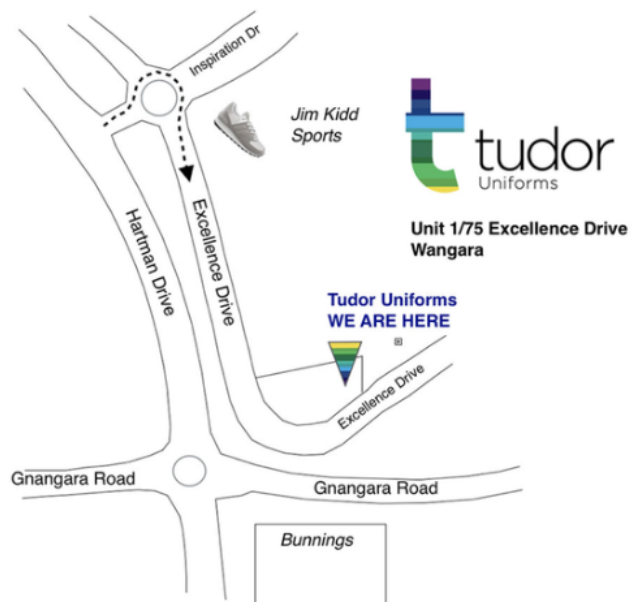 Inspiration Dr
Jim Kidd
Sports
t tudor
Uniforms
Unit 1/75 Excellence Drive
Wangara
Hartman Drive
Excellence Drive
Tudor Uniforms
WE ARE HERE
Excellence Drive
Gnangara Road
Gnangara Road
Bunnings